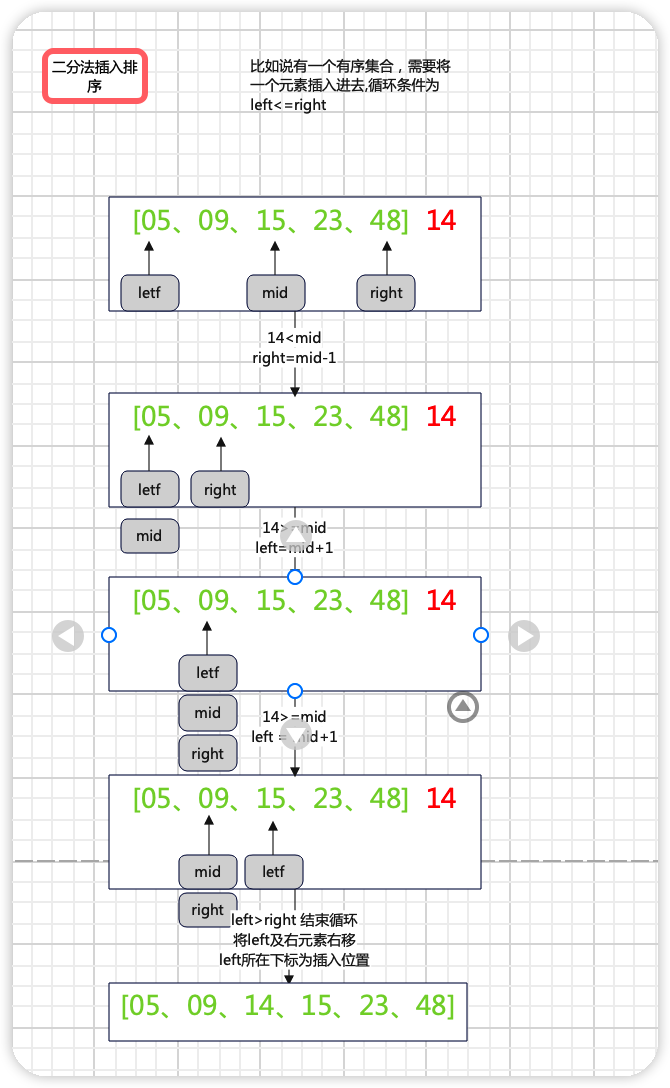 二分法插入排
序
比如说有一个有序集合，需要将
一个元素插入进去,循环条件为
left<=right
[05、09、15、23、48] 14
letf mid right
14<mid
right=mid-1
[05、09、15、23、48] 14
letf right
mid
14>=mid
left=mid+1
[05、09、15、23、48] 14
letf
mid
right
14>=mid
left = mid+1
[05、09、15、23、48] 14
mid letf
right
left>right 结束循环
将left及右元素右移
left所在下标为插入位置
[05、09、14、15、23、48]